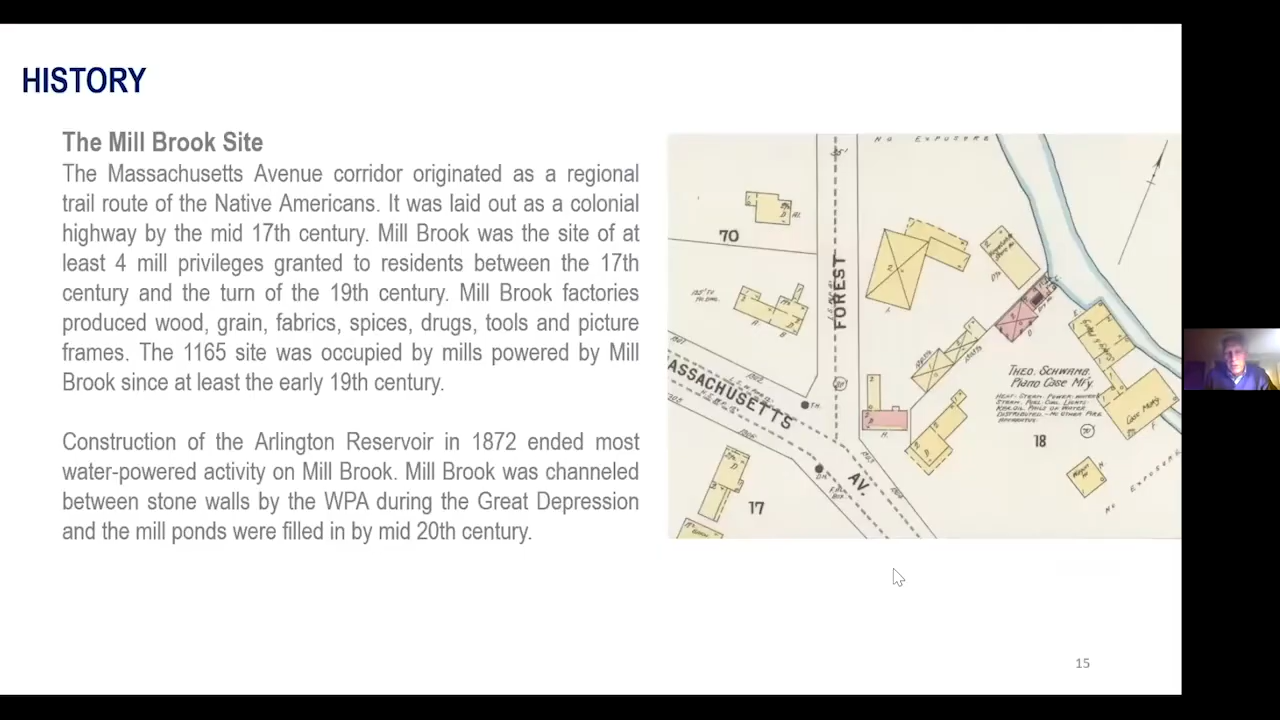 HISTORY
The Mill Brook Site
The Massachusetts Avenue corridor originated as a regional
trail route of the Native Americans. It was laid out as a colonial
highway by the mid 17th century. Mill Brook was the site of at
least 4 mill privileges granted to residents between the 17th
century and the turn of the 19th century. Mill Brook factories
produced wood, grain, fabrics, spices, drugs, tools and picture
frames. The 1165 site was occupied by mills powered by Mill
Brook since at least the early 19th century.
Construction of the Arlington Reservoir in 1872 ended most
water-powered activity on Mill Brook. Mill Brook was channeled
between stone walls by the WPA during the Great Depression
and the mill ponds were filled in by mid 20th century.
NO EXPOSURE
70
FOREST
ASSACHUSETTS
AV.
THEO. SCHWAMB
PIANO CASE M'F'Y.
18
17
15